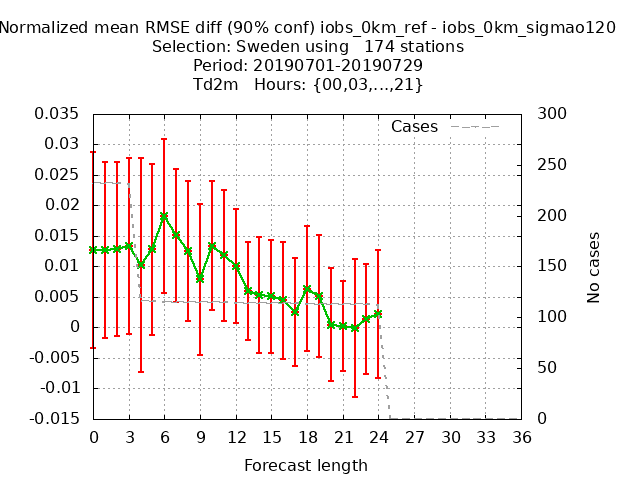 Normalized mean RMSE diff (90% conf) iobs_0km_ref - iobs_0km_sigmao120
Selection: Sweden using 174 stations
Period: 20190701-20190729
Td2m Hours: {00,03,...,21}
Cases
0.035
0.03
0.025
0.02
0.015
0.01
0.005
0
-0.005
-0.01
-0.015
300
250
200
150
100
50
0
No cases
0 3 6 9 12 15 18 21 24 27 30 33 36
Forecast length